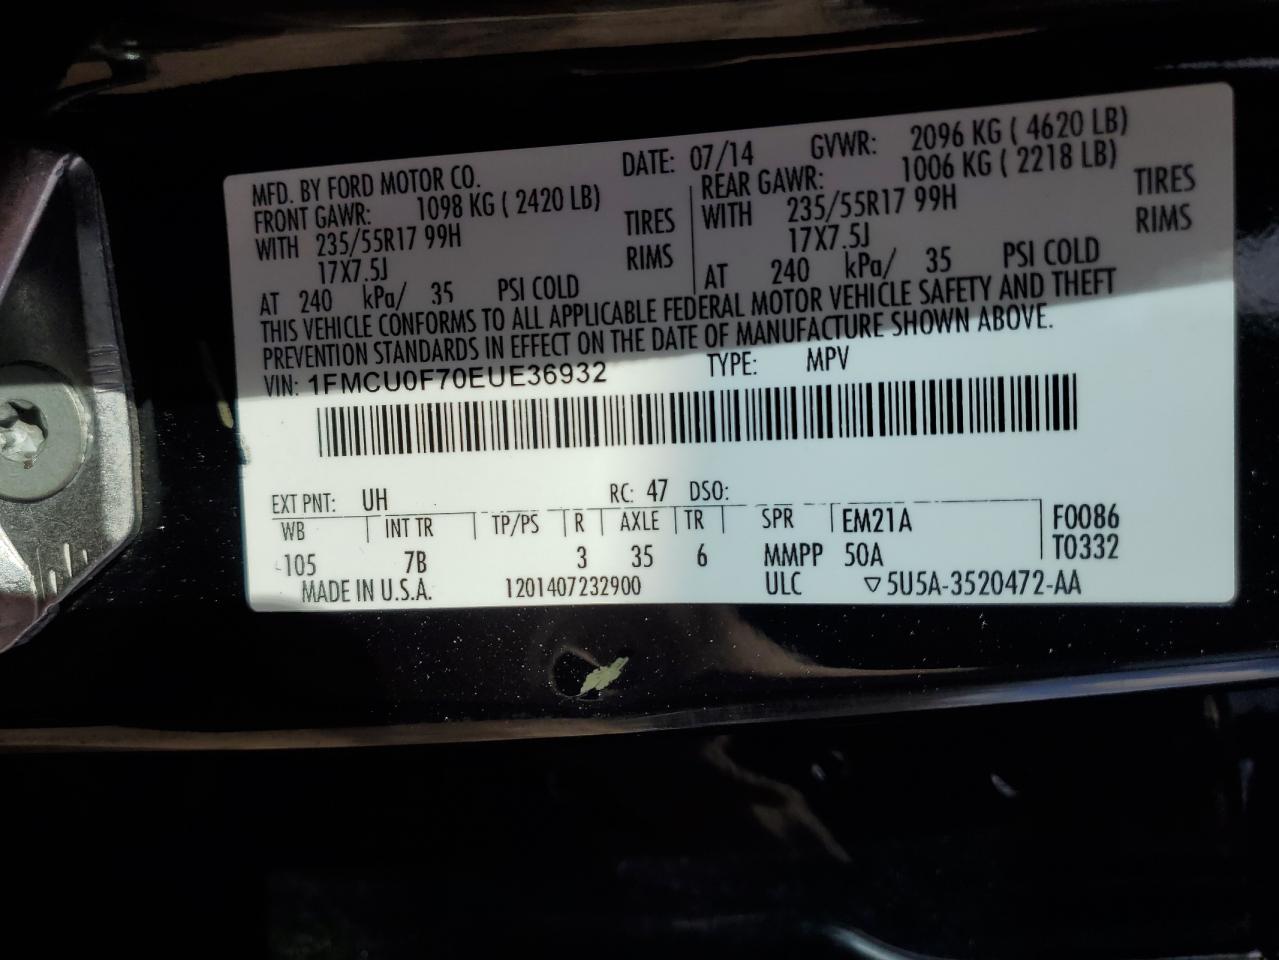 MFD. BY FORD MOTOR CO. DATE: 07/14 GVWR: 2096 KG ( 4620 LB)
FRONT GAWR: 1098 KG ( 2420 LB) REAR GAWR: 1006 KG ( 2218 LB)
WITH 235/55R17 99H TIRES WITH 235/55R17 99H TIRES
17X7.5J RIMS 17X7.5J RIMS
AT 240 kPa/ 35 PSI COLD AT 240 kPa/ 35 PSI COLD
THIS VEHICLE CONFORMS TO ALL APPLICABLE FEDERAL MOTOR VEHICLE SAFETY AND THEFT
PREVENTION STANDARDS IN EFFECT ON THE DATE OF MANUFACTURE SHOWN ABOVE.
VIN: 1FMCU0F70EUE36932 TYPE: MPV
EXT PNT: UH RC: 47 DSO:
WB INT TR TP/PS R AXLE TR SPR EM21A F0086
105 7B 3 35 6 MMPP 50A T0332
MADE IN U.S.A. 1201407232900 ULC ▽5U5A-3520472-AA